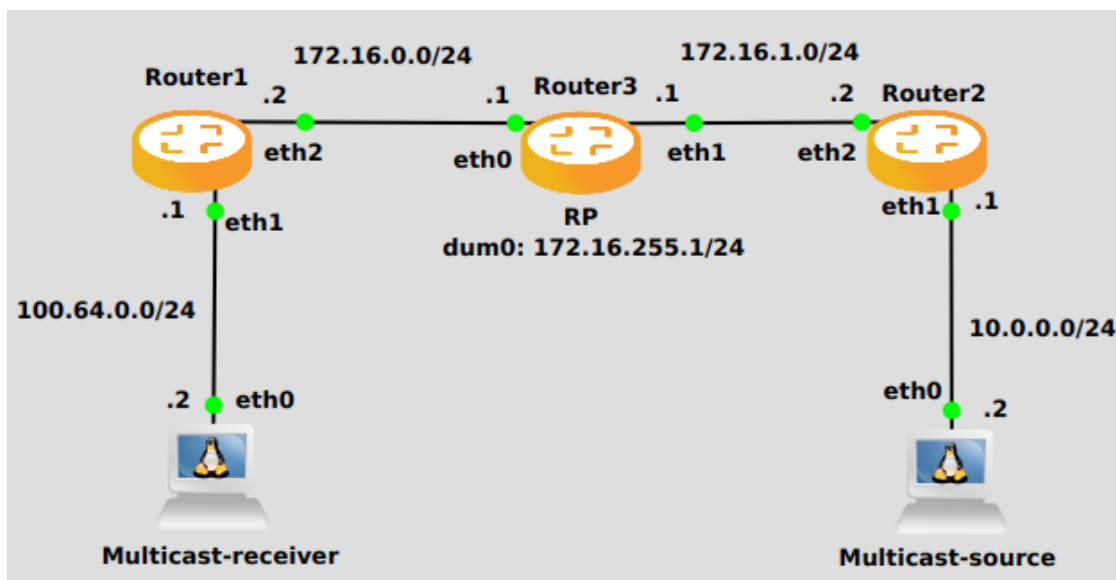 172.16.0.0/24
172.16.1.0/24
Router1
Router3
Router2
.2
.1
.1
.2
eth2
eth0
eth1
eth2
.1
eth1
RP
dum0: 172.16.255.1/24
eth1
.1
100.64.0.0/24
10.0.0.0/24
.2
eth0
eth0
.2
Multicast-receiver
Multicast-source